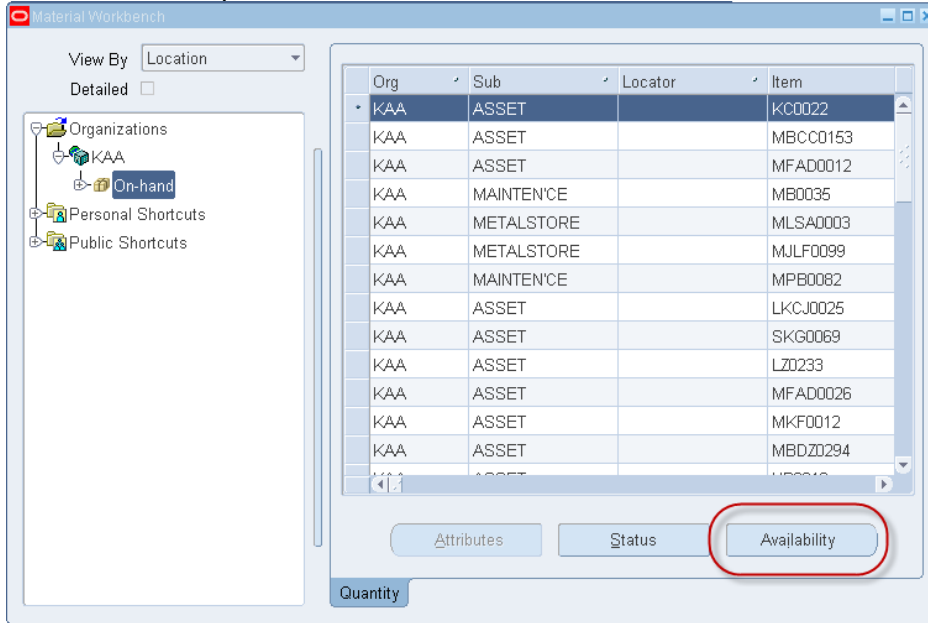 Material Workbench
View By Location
Detailed
Organizations
KAA
On-hand
Personal Shortcuts
Public Shortcuts
Org Sub Locator Item
KAA ASSET KC0022
KAA ASSET MBCC0153
KAA ASSET MFAD0012
KAA MAINTEN'CE MB0035
KAA METALSTORE MLSA0003
KAA METALSTORE MJLF0099
KAA MAINTEN'CE MPB0082
KAA ASSET LKCJ0025
KAA ASSET SKG0069
KAA ASSET LZ0233
KAA ASSET MFAD0026
KAA ASSET MKF0012
KAA ASSET MBDZ0294
Attributes Status Availability
Quantity